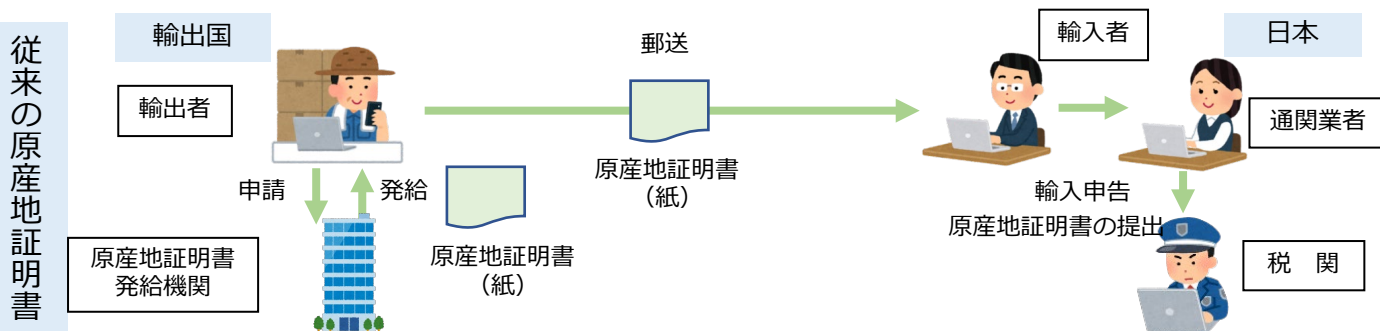 従来の原産地証明書
輸出国
輸出者
申請
発給
原産地証明書
発給機関
原産地証明書
（紙）
郵送
原産地証明書
（紙）
輸入者
日本
通関業者
輸入申告
原産地証明書の提出
税　関